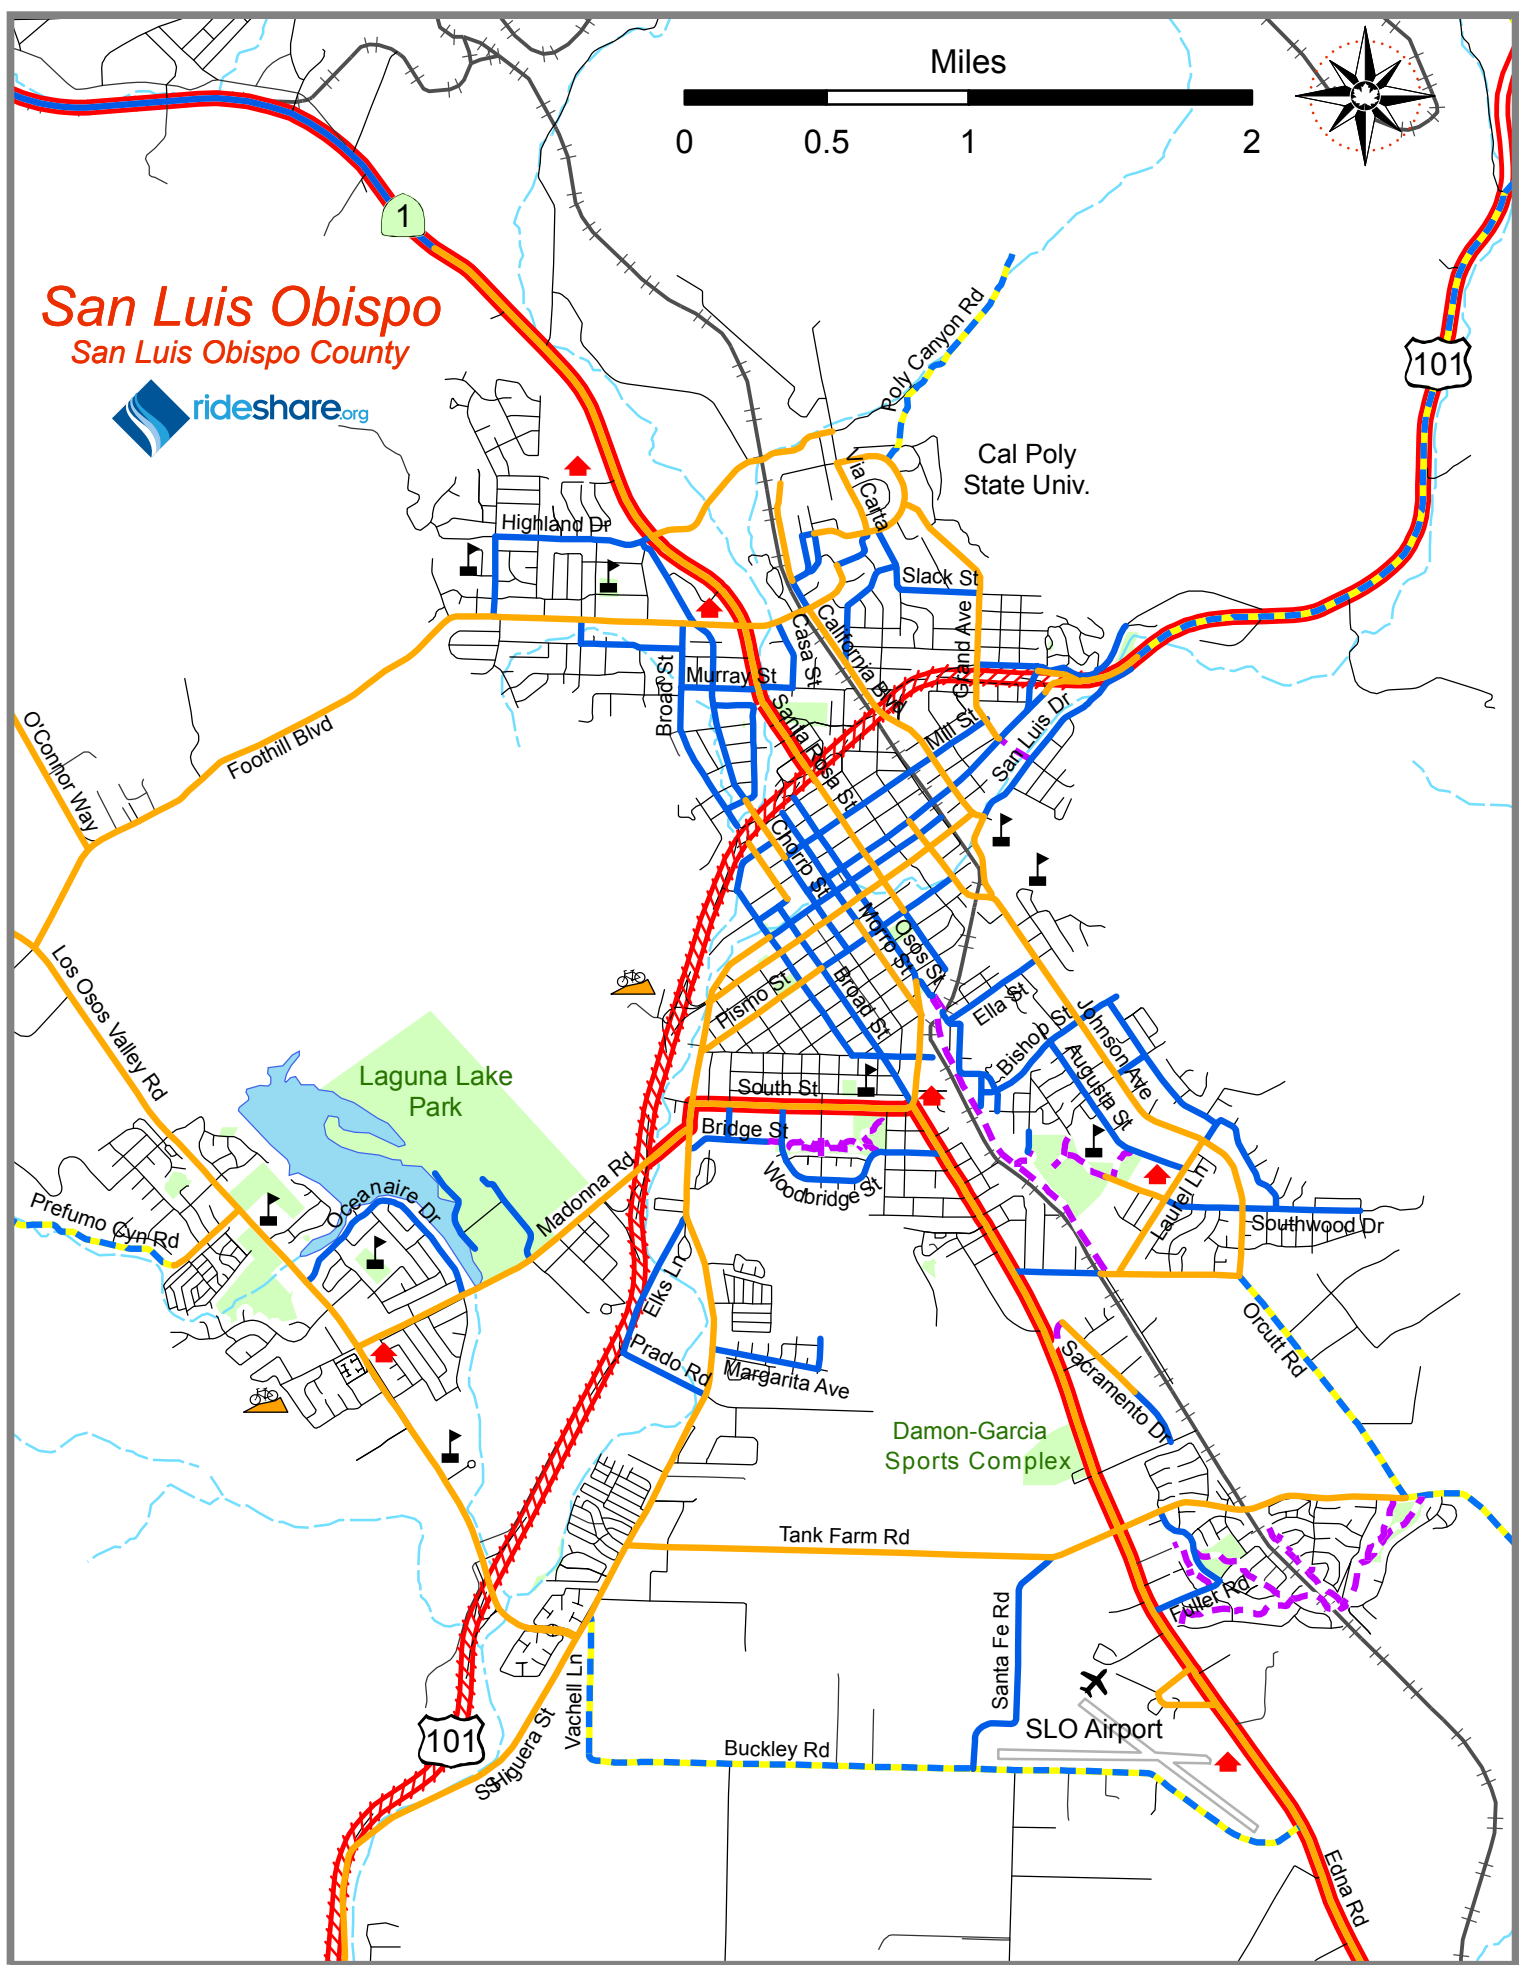 Miles
0 0.5 1 2
1
San Luis Obispo
San Luis Obispo County
rideshare.org
101
Poly Canyon Rd
Cal Poly
State Univ.
Via Carta
Highland Dr
Slack St
Grand Ave
California Blvd
Casa St
Broad St
Murray St
Santa Rosa St
Mill St
San Luis Dr
O'Connor Way
Foothill Blvd
Chorro St
Morro St
Osos St
Los Osos Valley Rd
Pismo St
Broad St
Ella St
Bishop St
Johnson Ave
Augusta St
Laguna Lake
Park
South St
Bridge St
Woodbridge St
Madonna Rd
Oceanaire Dr
Prefumo Cyn Rd
Laurel Ln
Southwood Dr
Elks Ln
Prado Rd
Margarita Ave
Orcutt Rd
Sacramento Dr
Damon-Garcia
Sports Complex
Tank Farm Rd
Fuller Rd
Santa Fe Rd
Vachell Ln
SLO Airport
101
S Higuera St
Buckley Rd
Edna Rd